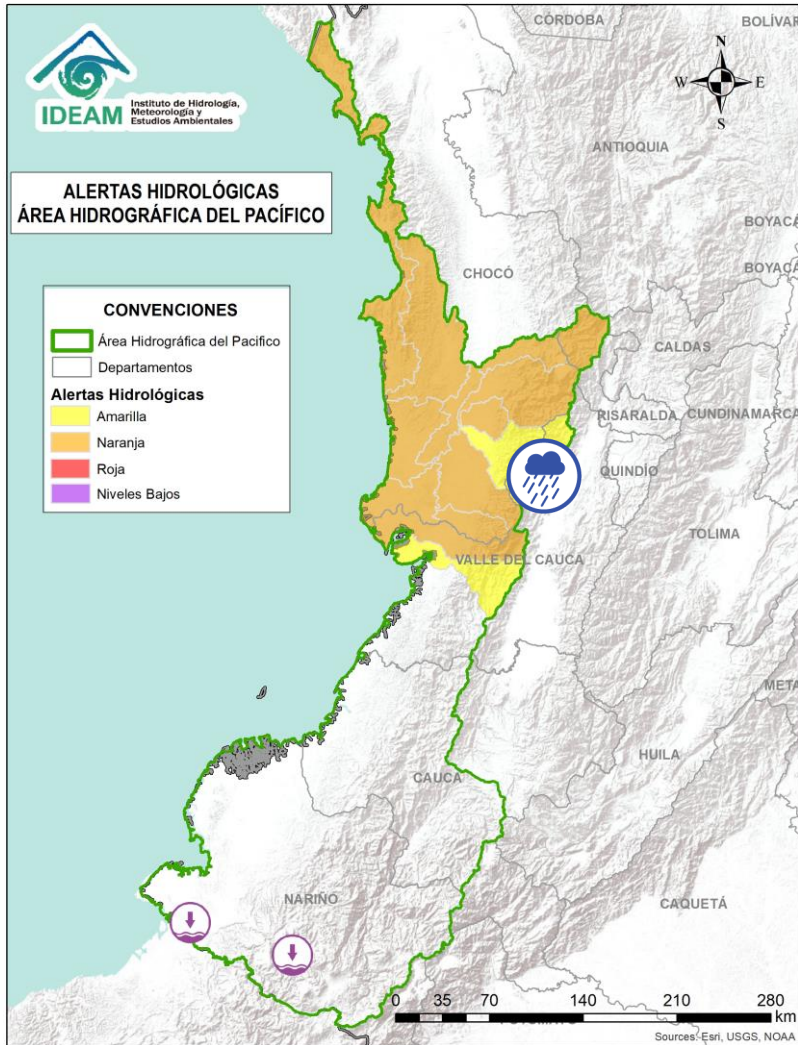 CÓRDOBA
BOLÍVAR
N
W
E
S
IDEAM
Instituto de Hidrología,
Meteorología y
Estudios Ambientales
ANTIOQUIA
ALERTAS HIDROLÓGICAS
ÁREA HIDROGRÁFICA DEL PACÍFICO
BOYACÁ
BOYACÁ
CHOCÓ
CONVENCIONES
Área Hidrográfica del Pacifico
Departamentos
Alertas Hidrológicas
Amarilla
Naranja
Roja
Niveles Bajos
CALDAS
RISARALDA
CUNDINAMARCA
QUINDÍO
TOLIMA
VALLE DEL CAUCA
META
HUILA
CAUCA
NARIÑO
CAQUETÁ
0 35 70 140 210 280
km
Sources: Esri, USGS, NOAA